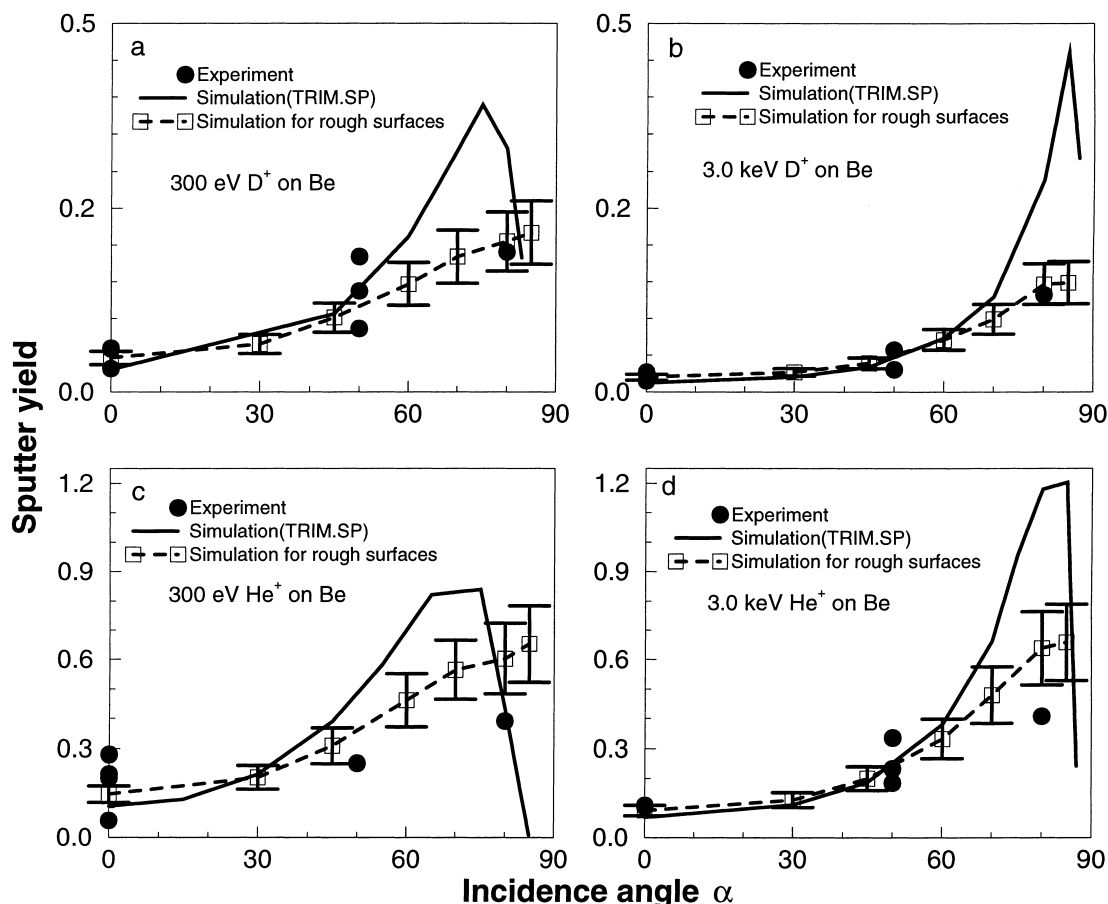 Sputter yield
0.5
a
Experiment
Simulation(TRIM.SP)
Simulation for rough surfaces
300 eV D+ on Be
0.2
0.0
0 30 60 90
b
Experiment
Simulation(TRIM.SP)
Simulation for rough surfaces
3.0 keV D+ on Be
0.5
0.2
0.0
0 30 60 90
1.2
c
Experiment
Simulation(TRIM.SP)
Simulation for rough surfaces
0.9
300 eV He+ on Be
0.6
0.3
0.0
0 30 60 90
1.2
d
Experiment
Simulation(TRIM.SP)
Simulation for rough surfaces
0.9
3.0 keV He+ on Be
0.6
0.3
0.0
0 30 60 90
Incidence angle α